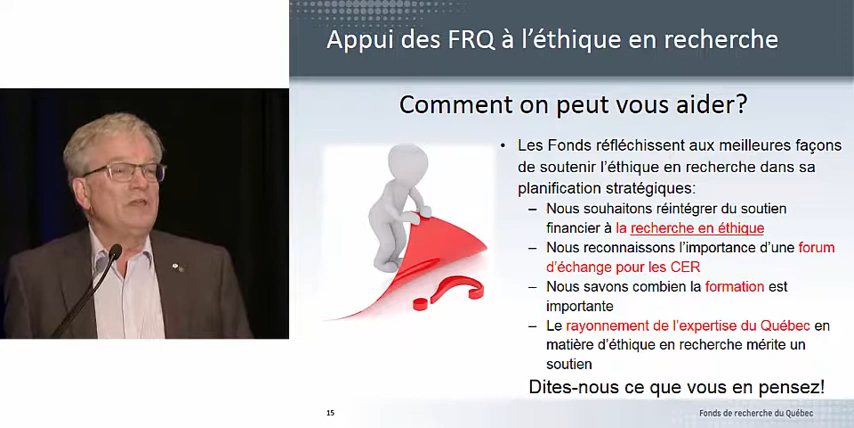 Appui des FRQ à l'éthique en recherche
Comment on peut vous aider?
• Les Fonds réfléchissent aux meilleures façons
de soutenir l'éthique en recherche dans sa
planification stratégiques:
– Nous souhaitons réintégrer du soutien
financier à la recherche en éthique
– Nous reconnaissons l'importance d'une forum
d'échange pour les CER
– Nous savons combien la formation est
importante
– Le rayonnement de l'expertise du Québec en
matière d'éthique en recherche mérite un
soutien
Dites-nous ce que vous en pensez!
15
Fonds de recherche du Québec